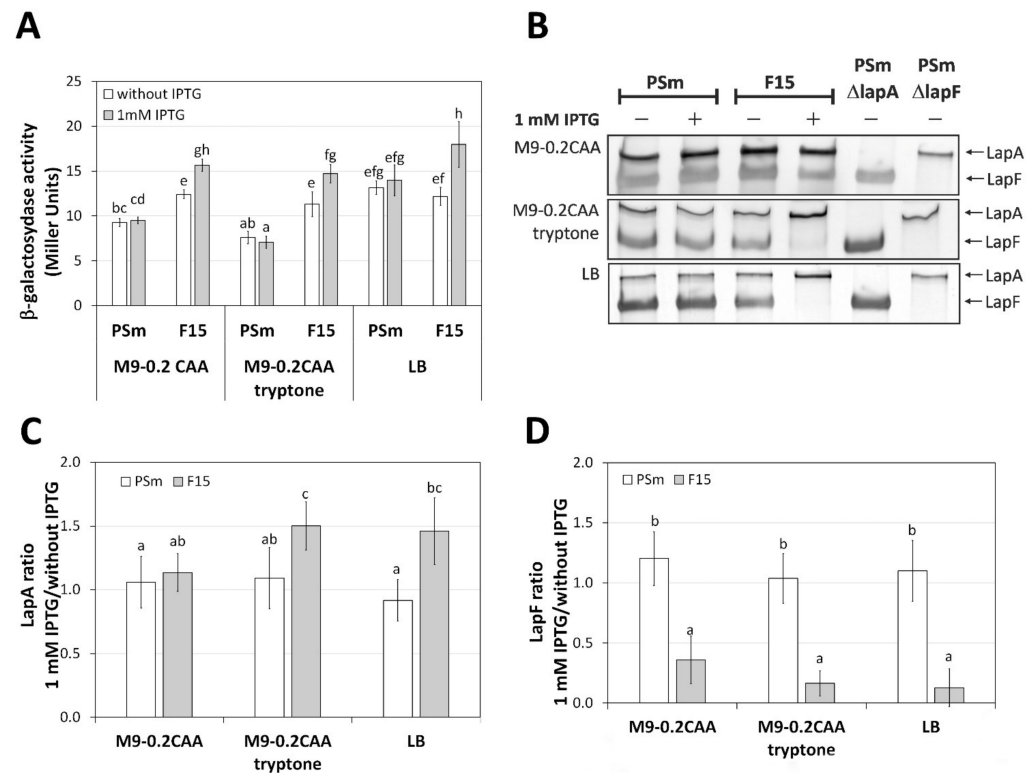 A
β-galactosydase activity
(Miller Units)
25
20
15
10
5
0
without IPTG
1mM IPTG
bc
cd
e
gh
ab
a
e
fg
efg
efg
ef
h
PSm
F15
PSm
F15
PSm
F15
M9-0.2 CAA
M9-0.2CAA
tryptone
LB
B
PSm
F15
PSm
ΔlapA
PSm
ΔlapF
1 mM IPTG
− + − + − −
M9-0.2CAA
←LapA
←LapF
M9-0.2CAA
tryptone
←LapA
←LapF
LB
←LapA
←LapF
C
LapA ratio
1 mM IPTG/without IPTG
2.0
1.5
1.0
0.5
0.0
PSm
F15
a
ab
ab
c
a
bc
M9-0.2CAA
M9-0.2CAA
tryptone
LB
D
LapF ratio
1 mM IPTG/without IPTG
2.0
1.5
1.0
0.5
0.0
PSm
F15
b
a
b
a
b
a
M9-0.2CAA
M9-0.2CAA
tryptone
LB